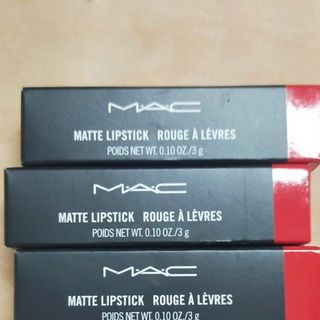 MAC
MATTE LIPSTICK ROUGE À LÈVRES
POIDS NET WT. 0.10 OZ./3 g
MAC
MATTE LIPSTICK ROUGE À LÈVRES
POIDS NET WT. 0.10 OZ./3 g
MAC
MATTE LIPSTICK ROUGE À LÈVRES
POIDS NET WT. 0.10 OZ./3 g